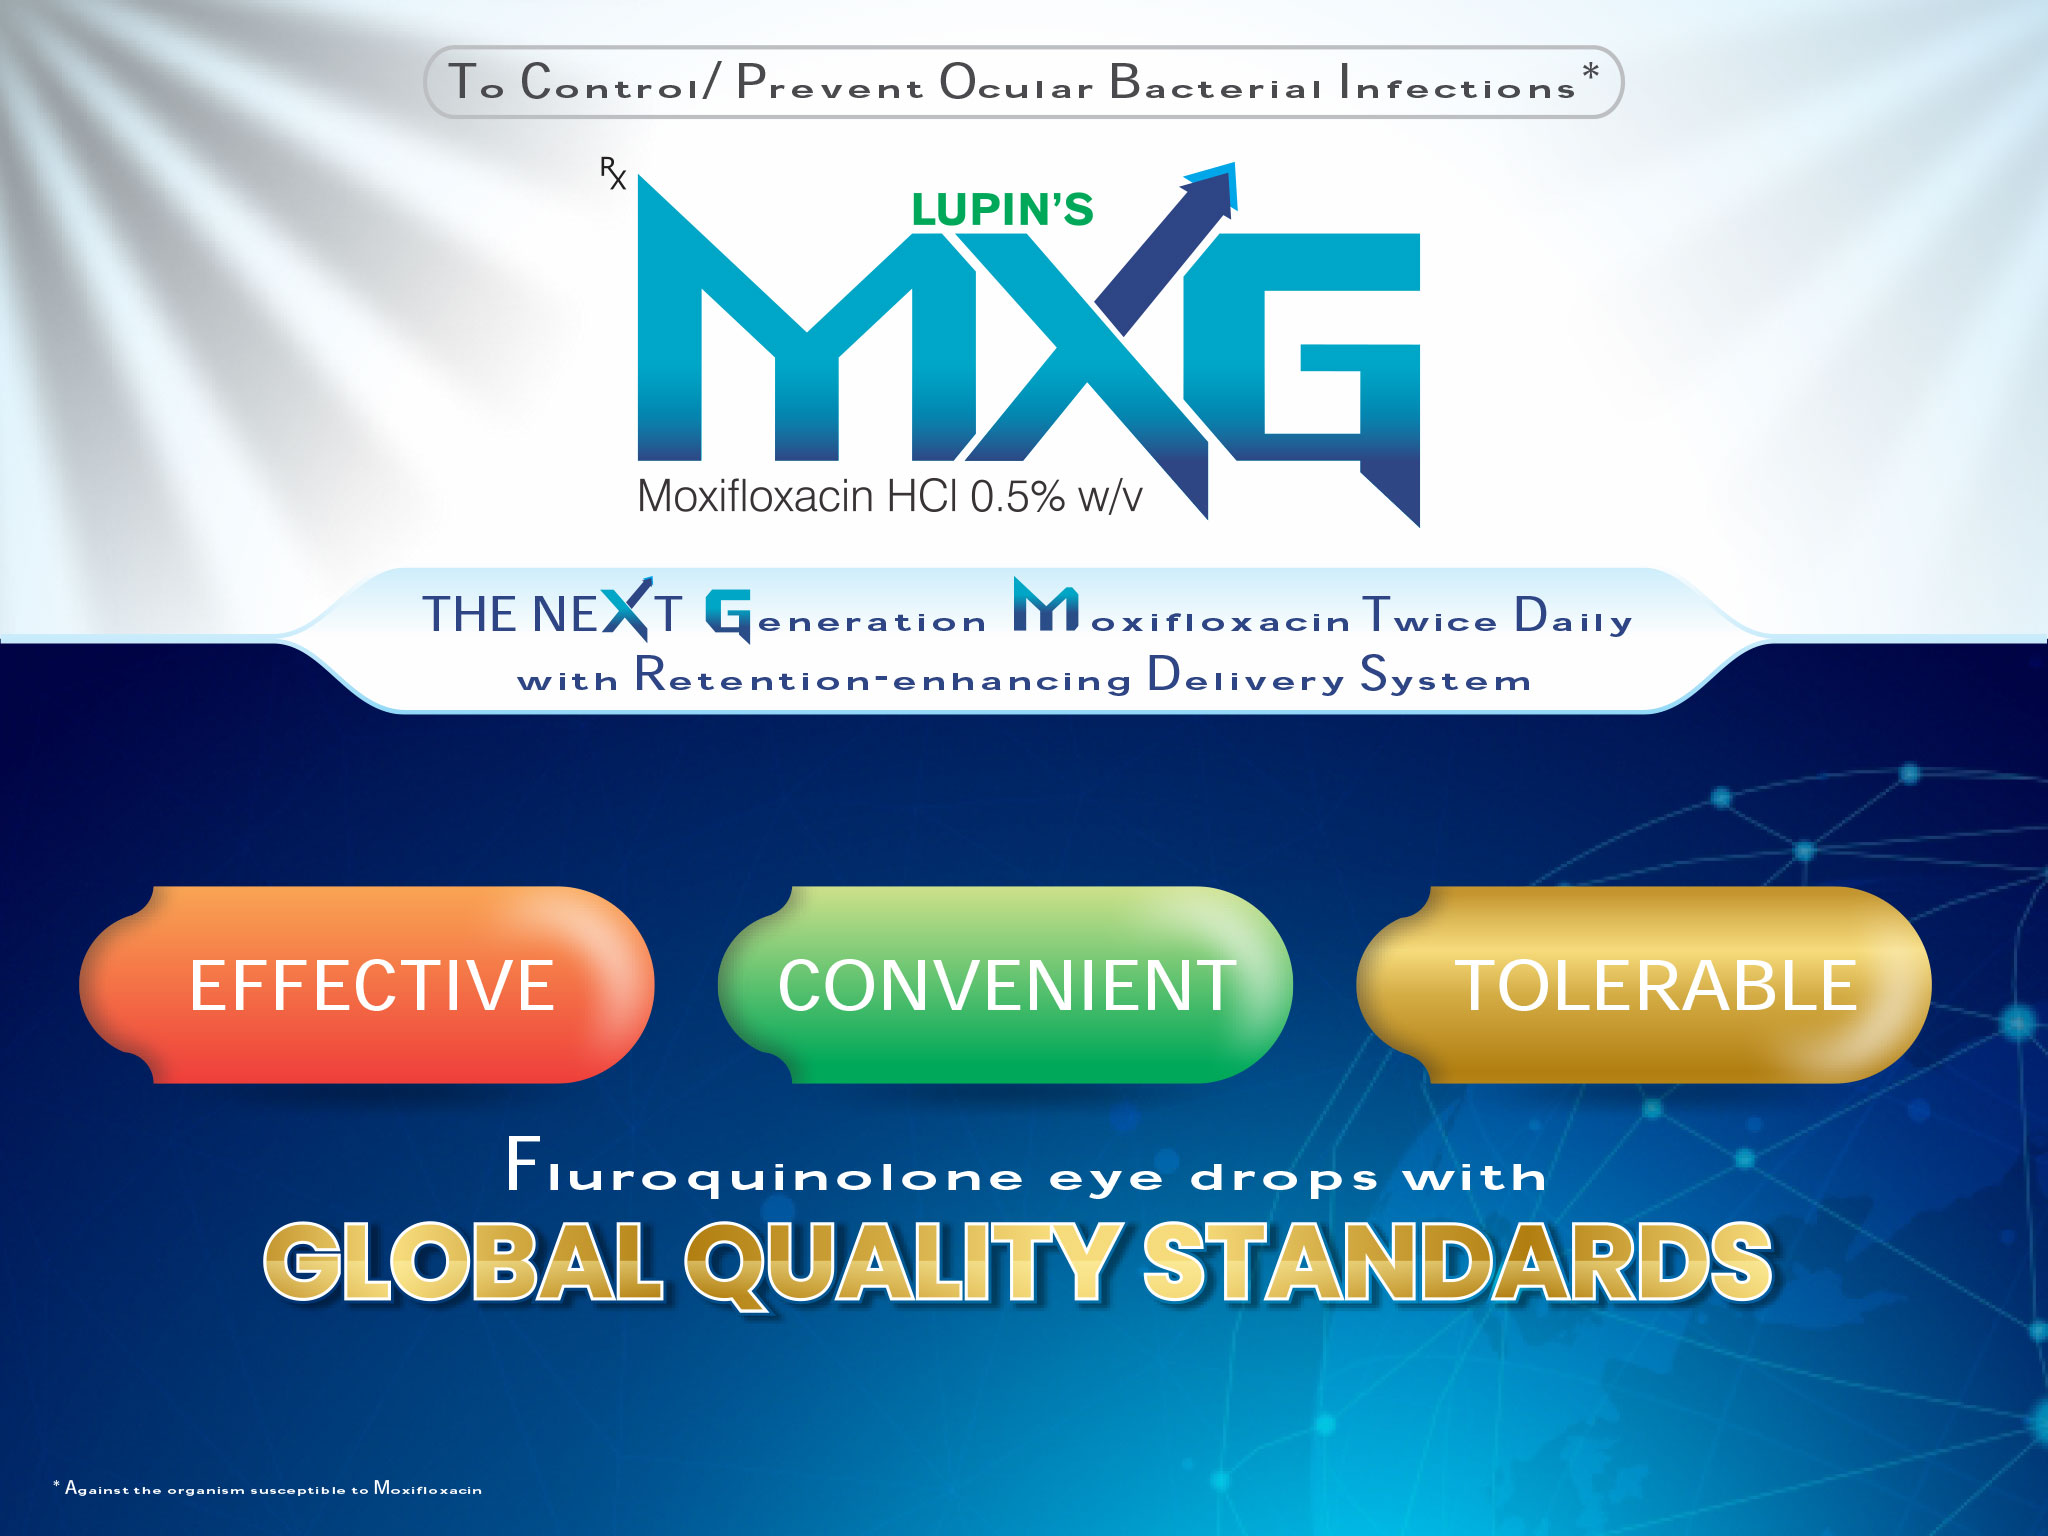 To Control/ Prevent Ocular Bacterial Infections*
Rx
LUPIN'S
MXG
Moxifloxacin HCl 0.5% w/v
THE NEXT Generation Moxifloxacin Twice Daily
with Retention-enhancing Delivery System
EFFECTIVE
CONVENIENT
TOLERABLE
Fluroquinolone eye drops with
GLOBAL QUALITY STANDARDS
* Against the organism susceptible to Moxifloxacin